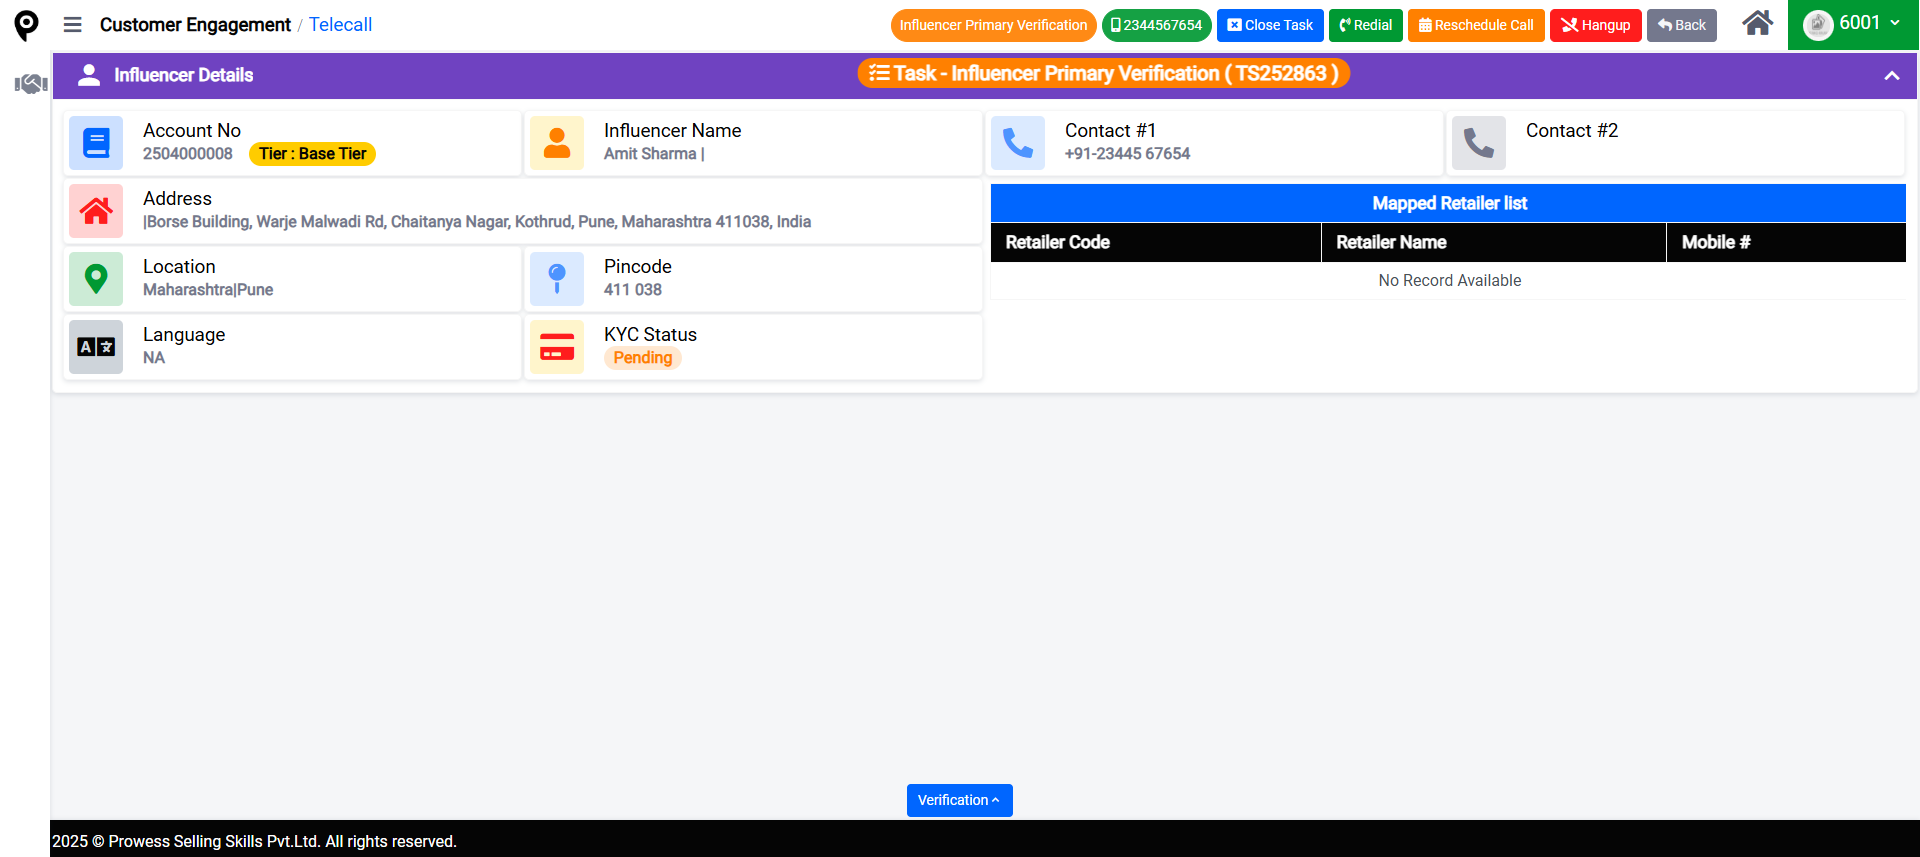 Customer Engagement / Telecall
Influencer Primary Verification
2344567654
Close Task
Redial
Reschedule Call
Hangup
Back
6001
Influencer Details
Task - Influencer Primary Verification ( TS252863 )
Account No
2504000008
Tier : Base Tier
Influencer Name
Amit Sharma |
Contact #1
+91-23445 67654
Contact #2
Address
|Borse Building, Warje Malwadi Rd, Chaitanya Nagar, Kothrud, Pune, Maharashtra 411038, India
Mapped Retailer list
Retailer Code
Retailer Name
Mobile #
No Record Available
Location
Maharashtra|Pune
Pincode
411 038
Language
NA
KYC Status
Pending
Verification
2025 © Prowess Selling Skills Pvt.Ltd. All rights reserved.